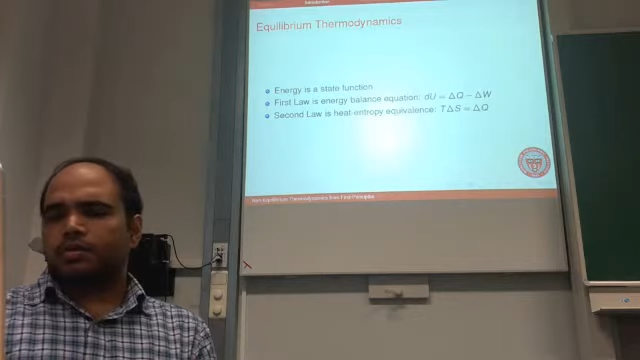 Introduction
Equilibrium Thermodynamics
Energy is a state function
First Law is energy balance equation: dU = ΔQ − ΔW
Second Law is heat-entropy equivalence: TΔS = ΔQ
Non-Equilibrium Thermodynamics from First Principles